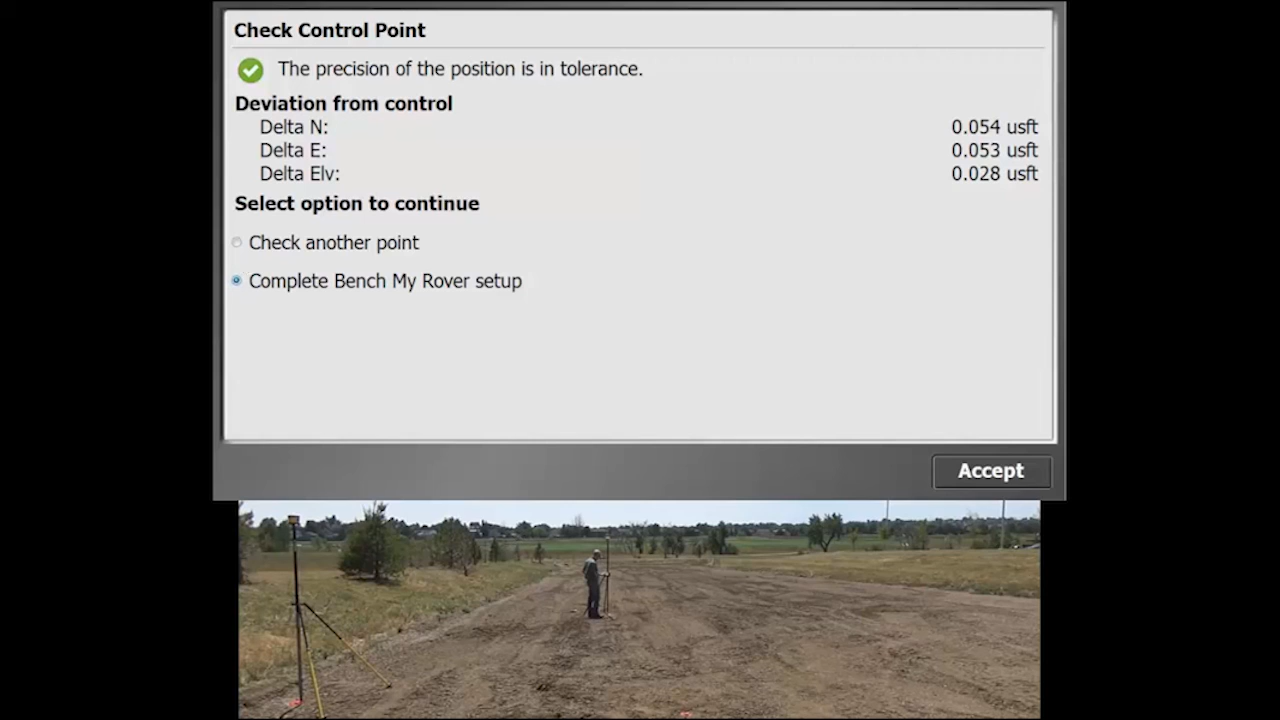 Check Control Point
The precision of the position is in tolerance.
Deviation from control
Delta N: 0.054 usft
Delta E: 0.053 usft
Delta Elv: 0.028 usft
Select option to continue
Check another point
Complete Bench My Rover setup
Accept